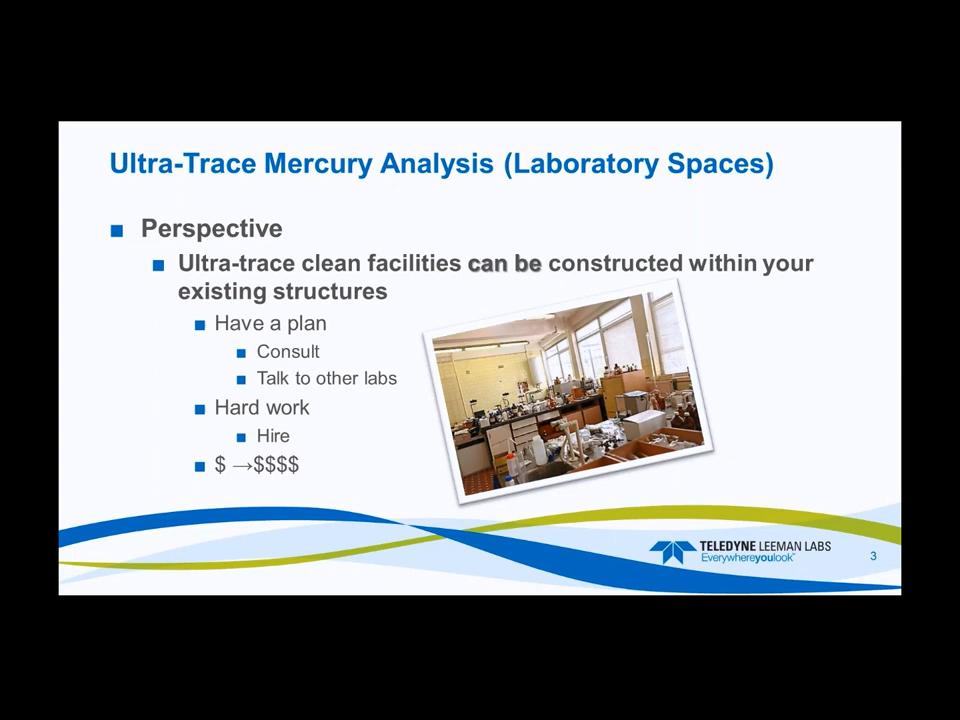 Ultra-Trace Mercury Analysis (Laboratory Spaces)
■ Perspective
■ Ultra-trace clean facilities can be constructed within your
existing structures
■ Have a plan
■ Consult
■ Talk to other labs
■ Hard work
■ Hire
■ $ →$$$$
TELEDYNE LEEMAN LABS
Everywhereyoulook™
3